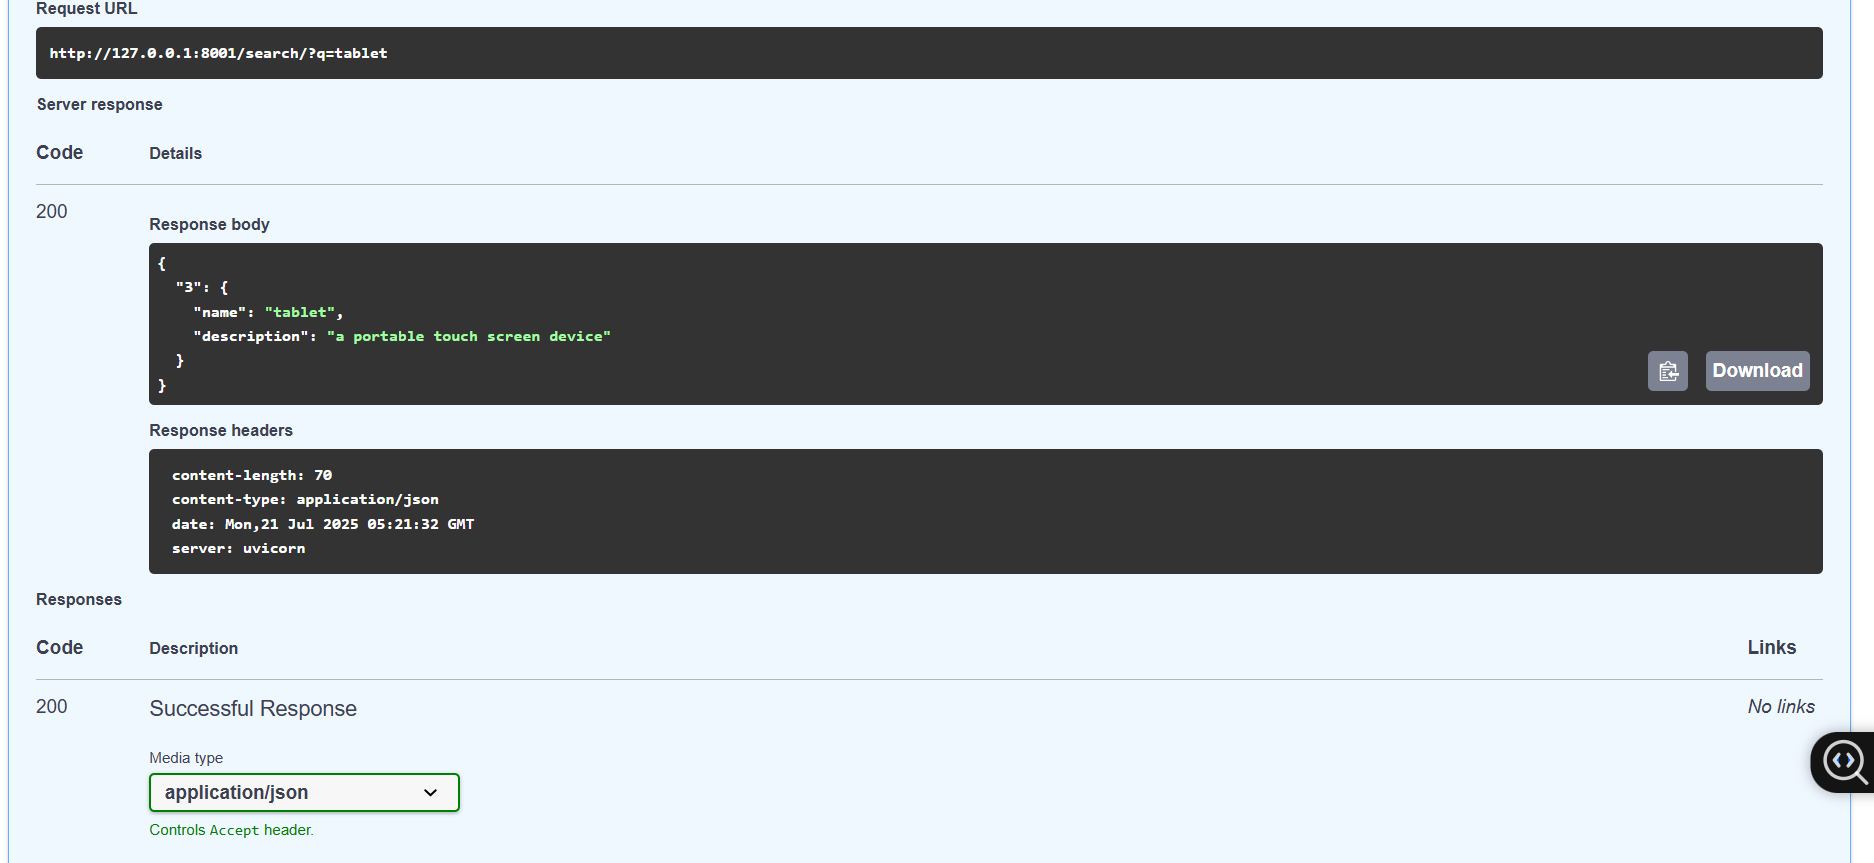 Request URL
http://127.0.0.1:8001/search/?q=tablet
Server response
Code Details
200
Response body
{
  "3": {
    "name": "tablet",
    "description": "a portable touch screen device"
  }
}
Download
Response headers
content-length: 70
content-type: application/json
date: Mon,21 Jul 2025 05:21:32 GMT
server: uvicorn
Responses
Code Description Links
200 Successful Response No links
Media type
application/json
Controls Accept header.